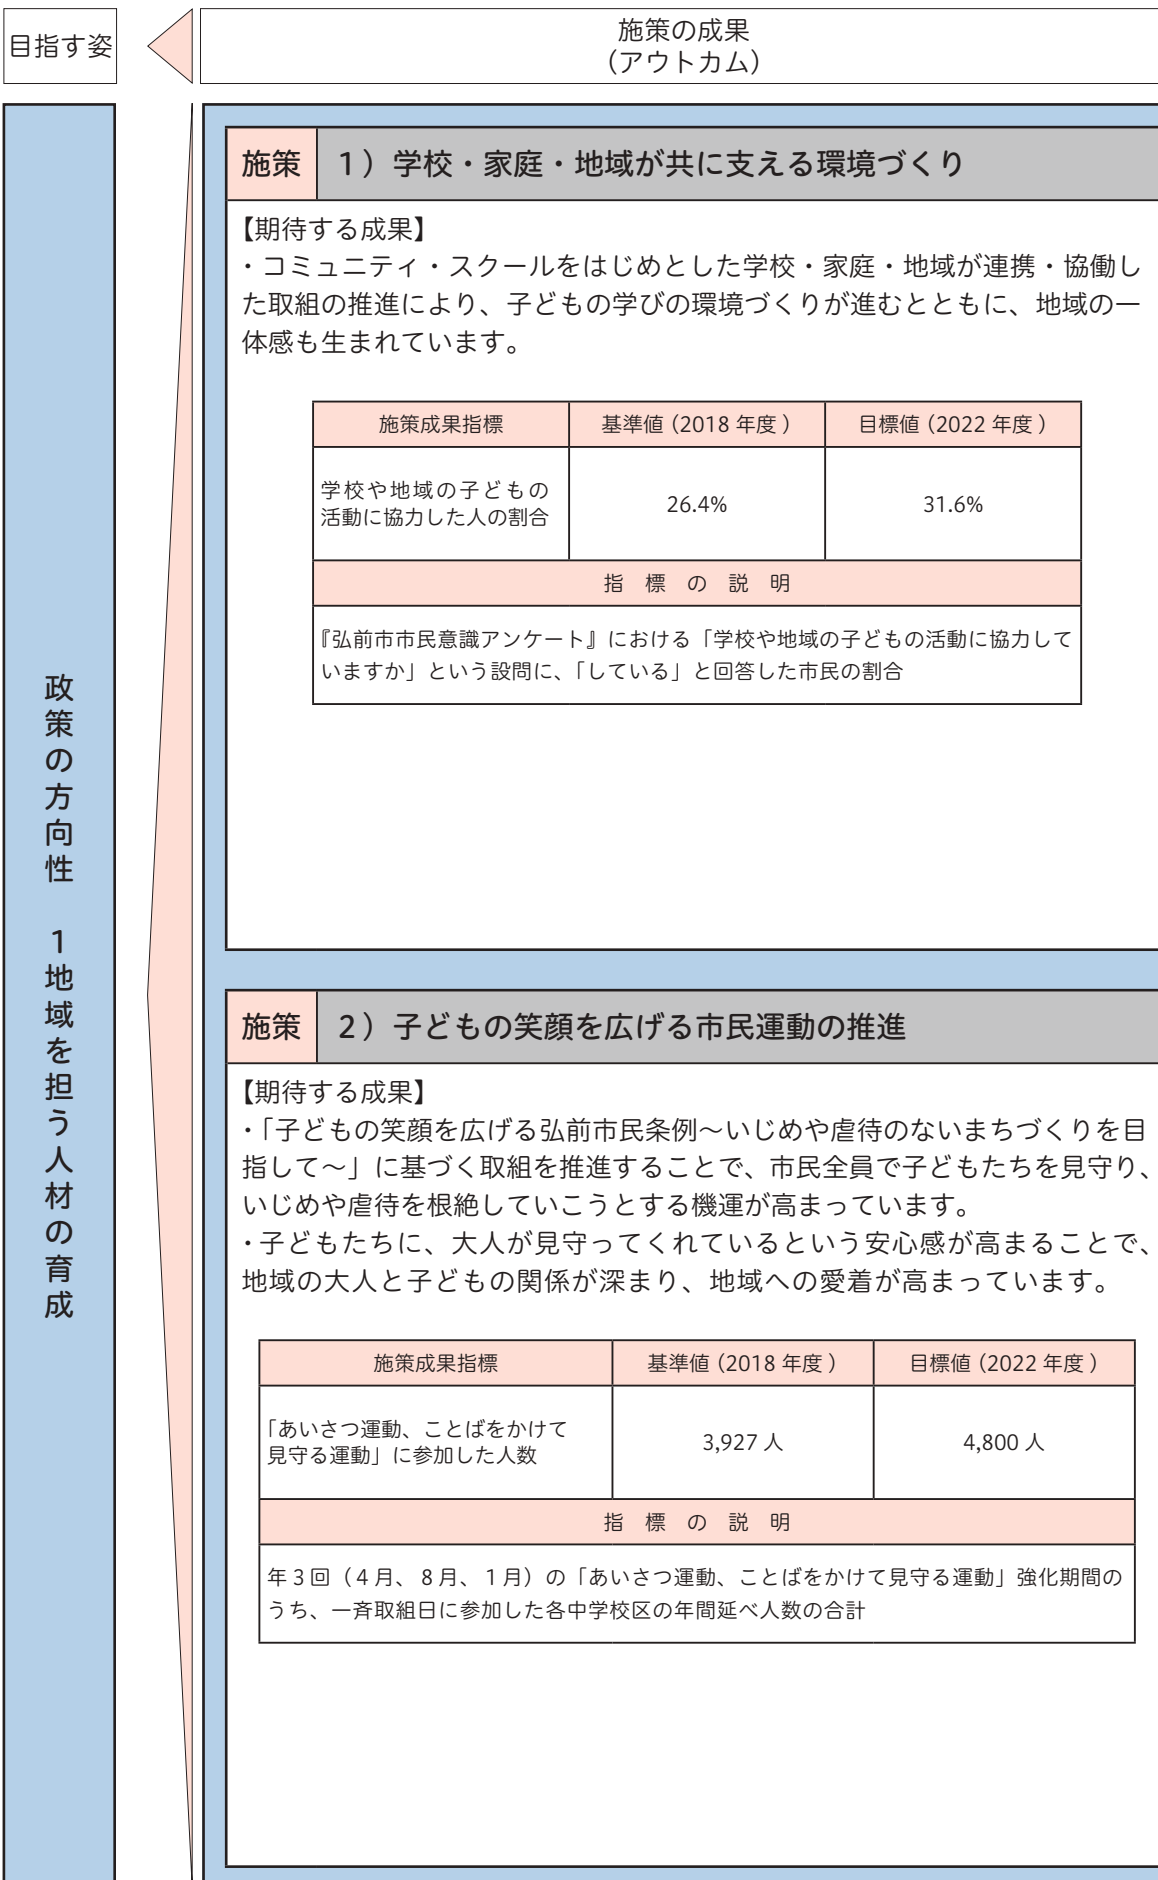 目指す姿
施策の成果
（アウトカム）
政策の方向性　1地域を担う人材の育成
施策
1）学校・家庭・地域が共に支える環境づくり
【期待する成果】
・コミュニティ・スクールをはじめとした学校・家庭・地域が連携・協働し
た取組の推進により、子どもの学びの環境づくりが進むとともに、地域の一
体感も生まれています。
施策成果指標
基準値（2018 年度 ）
目標値（2022 年度 ）
学校や地域の子どもの
活動に協力した人の割合
26.4%
31.6%
指 標 の 説 明
『弘前市市民意識アンケート』における「学校や地域の子どもの活動に協力して
いますか」という設問に、「している」と回答した市民の割合
施策
2）子どもの笑顔を広げる市民運動の推進
【期待する成果】
・「子どもの笑顔を広げる弘前市民条例～いじめや虐待のないまちづくりを目
指して～」に基づく取組を推進することで、市民全員で子どもたちを見守り、
いじめや虐待を根絶していこうとする機運が高まっています。
・子どもたちに、大人が見守ってくれているという安心感が高まることで、
地域の大人と子どもの関係が深まり、地域への愛着が高まっています。
施策成果指標
基準値（2018 年度 ）
目標値（2022 年度 ）
「あいさつ運動、ことばをかけて
見守る運動」に参加した人数
3,927 人
4,800 人
指 標 の 説 明
年 3 回（4 月、8 月、1 月）の「あいさつ運動、ことばをかけて見守る運動」強化期間の
うち、一斉取組日に参加した各中学校区の年間延べ人数の合計